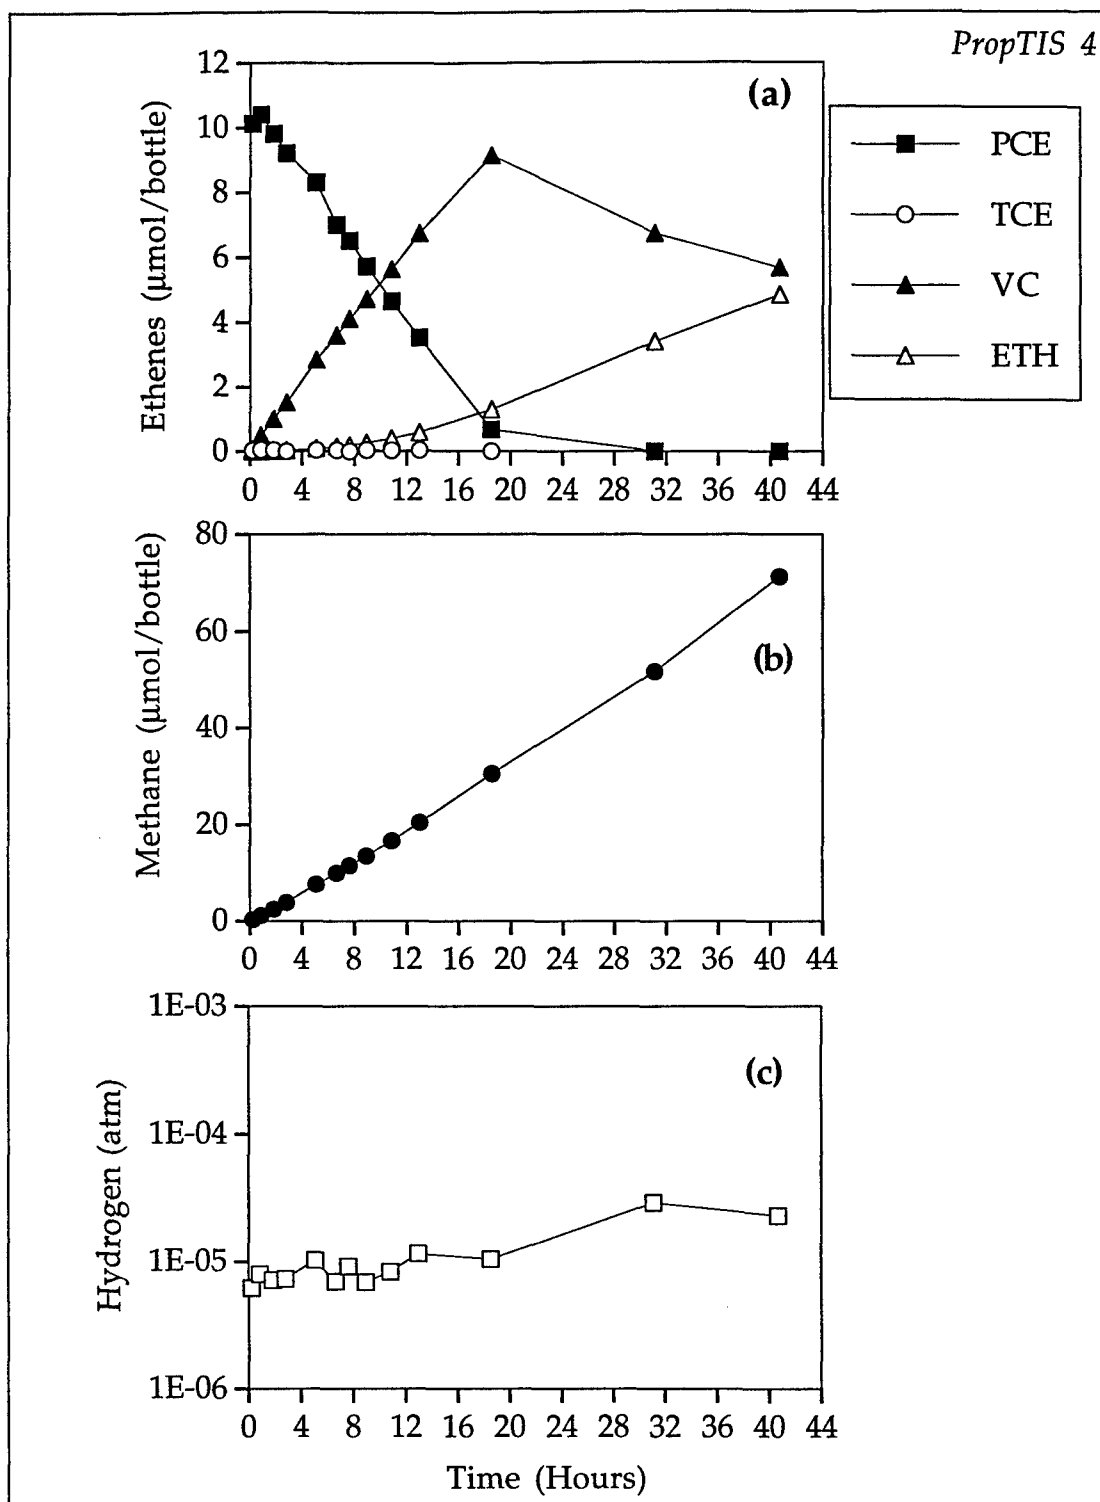 PropTIS 4
(a)
Ethenes (µmol/bottle)
12
10
8
6
4
2
0
0 4 8 12 16 20 24 28 32 36 40 44
PCE
TCE
VC
ETH
(b)
Methane (µmol/bottle)
80
60
40
20
0
0 4 8 12 16 20 24 28 32 36 40 44
(c)
Hydrogen (atm)
1E-03
1E-04
1E-05
1E-06
0 4 8 12 16 20 24 28 32 36 40 44
Time (Hours)